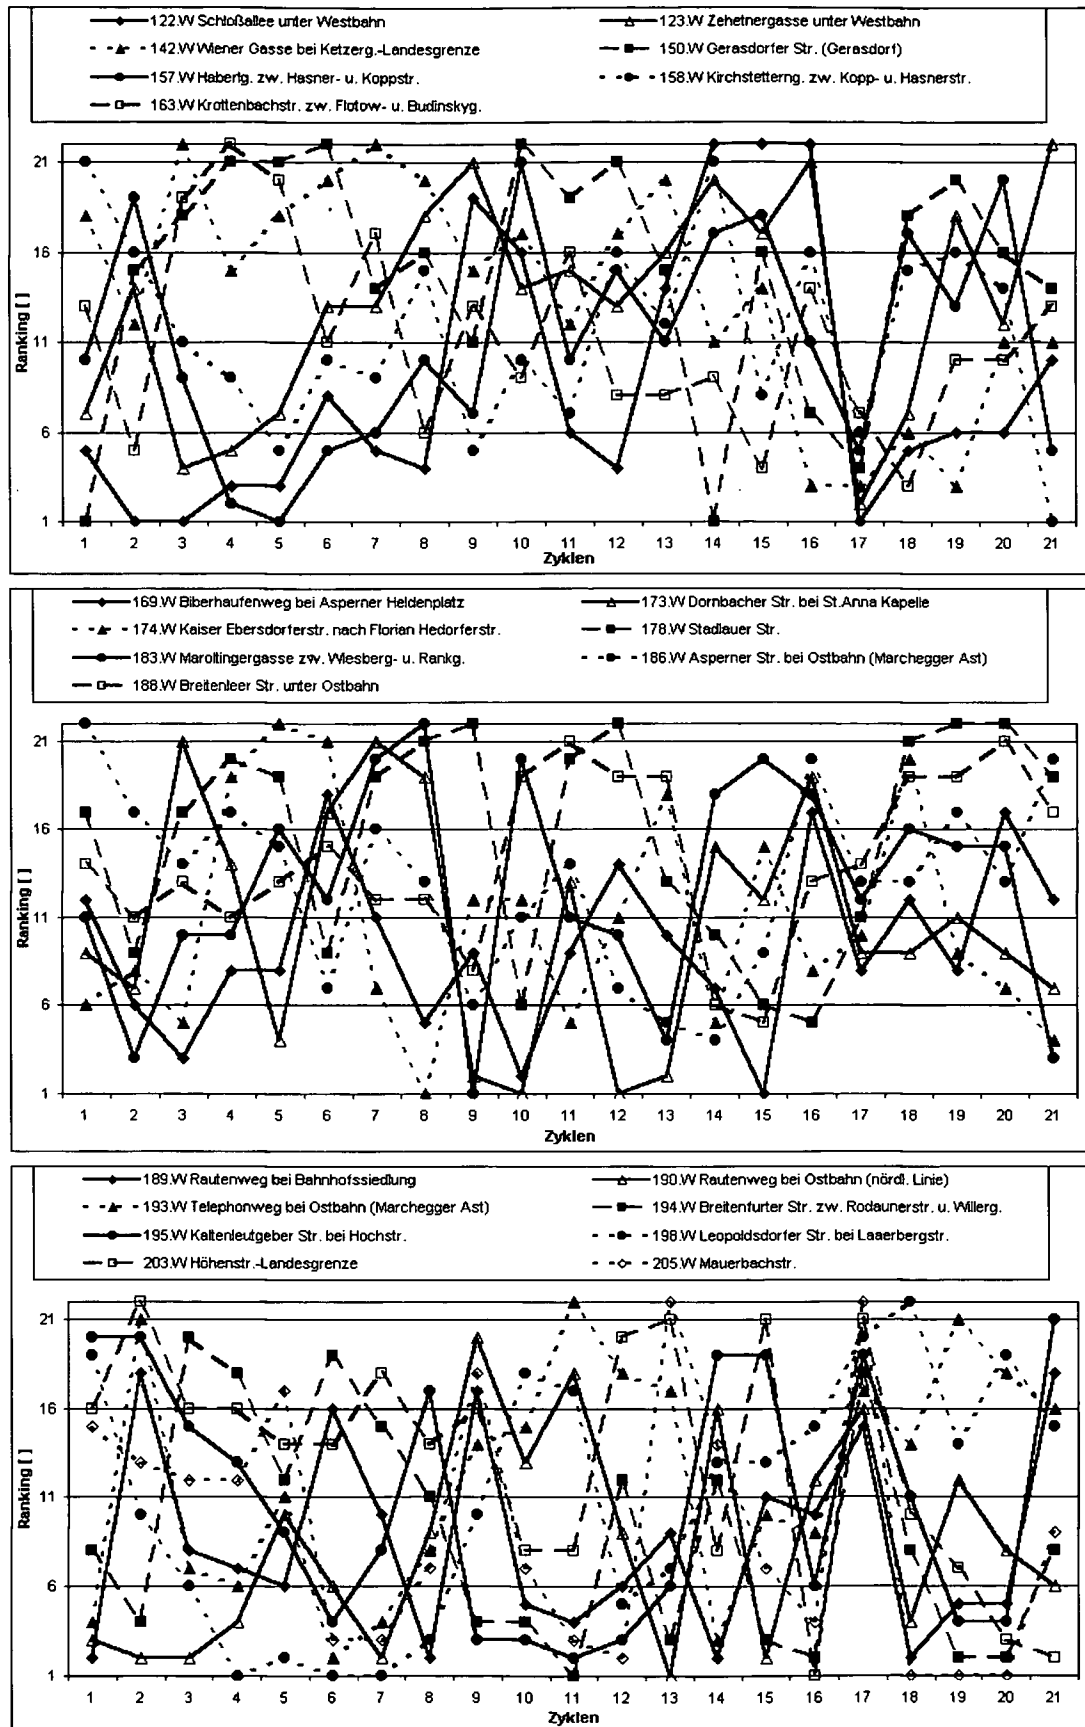 122.W Schloßallee unter Westbahn
123.W Zehetnergasse unter Westbahn
142.W Wiener Gasse bei Ketzerg.-Landesgrenze
150.W Gerasdorfer Str. (Gerasdorf)
157.W Haberlg. zw. Hasner- u. Koppstr.
158.W Kirchstetterng. zw. Kopp- u. Hasnerstr.
163.W Krottenbachstr. zw. Flotow- u. Budinskyg.
21
16
11
6
1
Ranking [ ]
1 2 3 4 5 6 7 8 9 10 11 12 13 14 15 16 17 18 19 20 21
Zyklen
169.W Biberhaufenweg bei Asperner Heldenplatz
173.W Dornbacher Str. bei St.Anna Kapelle
174.W Kaiser Ebersdorferstr. nach Florian Hedorferstr.
178.W Stadlauer Str.
183.W Maroltingergasse zw. Wiesberg- u. Rankg.
186.W Asperner Str. bei Ostbahn (Marchegger Ast)
188.W Breitenleer Str. unter Ostbahn
21
16
11
6
1
Ranking [ ]
1 2 3 4 5 6 7 8 9 10 11 12 13 14 15 16 17 18 19 20 21
Zyklen
189.W Rautenweg bei Bahnhofssiedlung
190.W Rautenweg bei Ostbahn (nördl. Linie)
193.W Telephonweg bei Ostbahn (Marchegger Ast)
194.W Breitenfurter Str. zw. Rodaunerstr. u. Willerg.
195.W Kaltenleutgeber Str. bei Hochstr.
198.W Leopoldsdorfer Str. bei Laaerbergstr.
203.W Höhenstr.-Landesgrenze
205.W Mauerbachstr.
21
16
11
6
1
Ranking [ ]
1 2 3 4 5 6 7 8 9 10 11 12 13 14 15 16 17 18 19 20 21
Zyklen